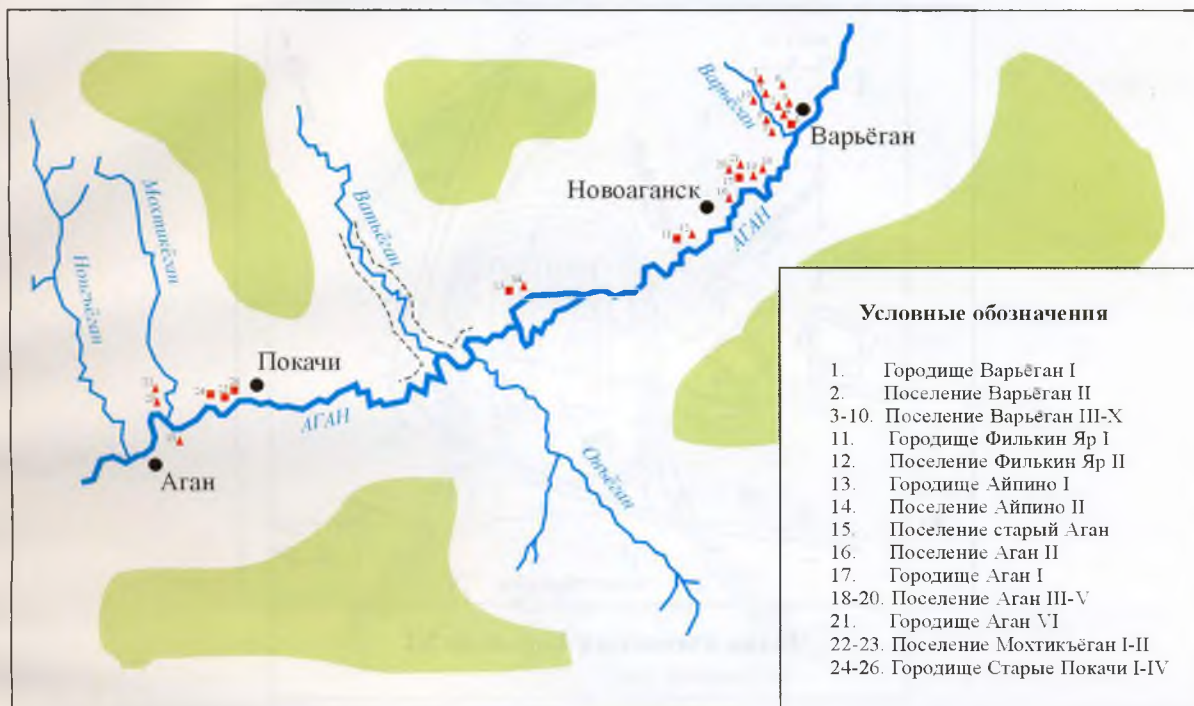 Варьёган
Варьёган
Новоаганск
АГАН
Мохтикёган
Ватьёган
Покачи
АГАН
Аган
Условные обозначения
1. Городище Варьёган I
2. Поселение Варьёган II
3-10. Поселение Варьёган III-X
11. Городище Филькин Яр I
12. Поселение Филькин Яр II
13. Городище Айпино I
14. Поселение Айпино II
15. Поселение старый Аган
16. Поселение Аган II
17. Городище Аган I
18-20. Поселение Аган III-V
21. Городище Аган VI
22-23. Поселение Мохтикъёган I-II
24-26. Городище Старые Покачи I-IV